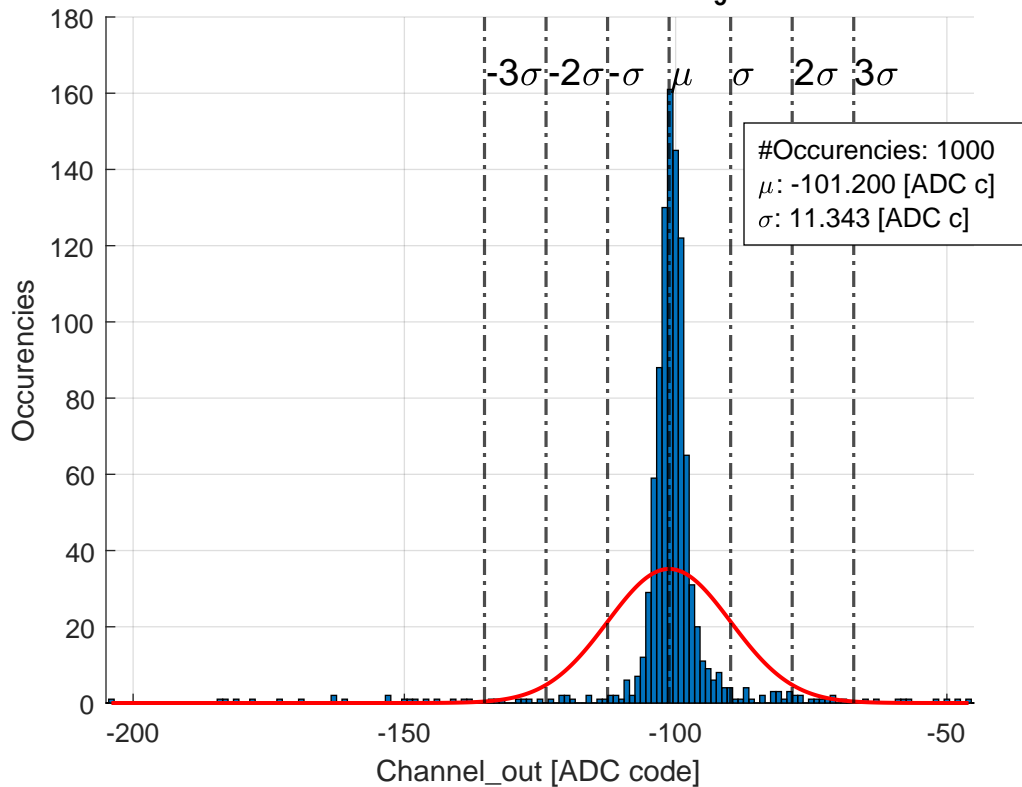 180
160
140
120
100
80
60
40
20
0
Occurencies
-3σ -2σ -σ μ σ 2σ 3σ
#Occurencies: 1000
μ: -101.200 [ADC c]
σ: 11.343 [ADC c]
-200 -150 -100 -50
Channel_out [ADC code]